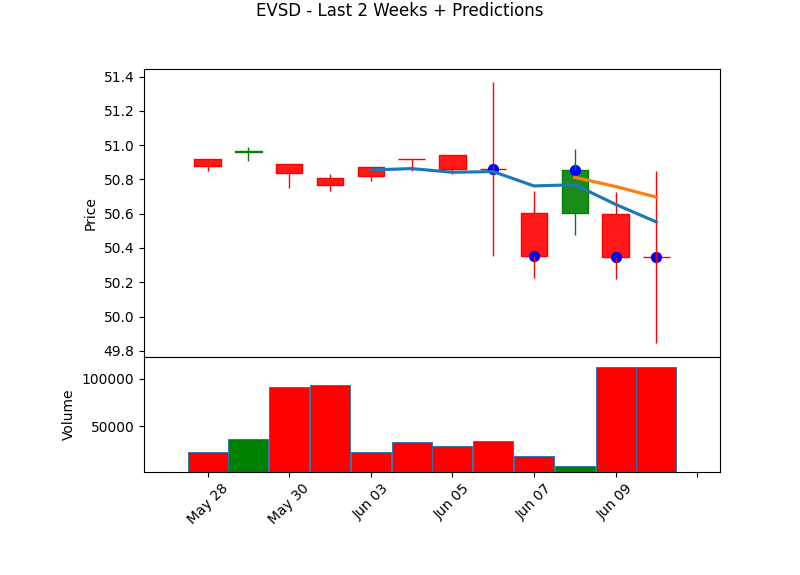 EVSD - Last 2 Weeks + Predictions
51.4
51.2
51.0
50.8
50.6
50.4
50.2
50.0
49.8
Price
100000
50000
Volume
May 28
May 30
Jun 03
Jun 05
Jun 07
Jun 09